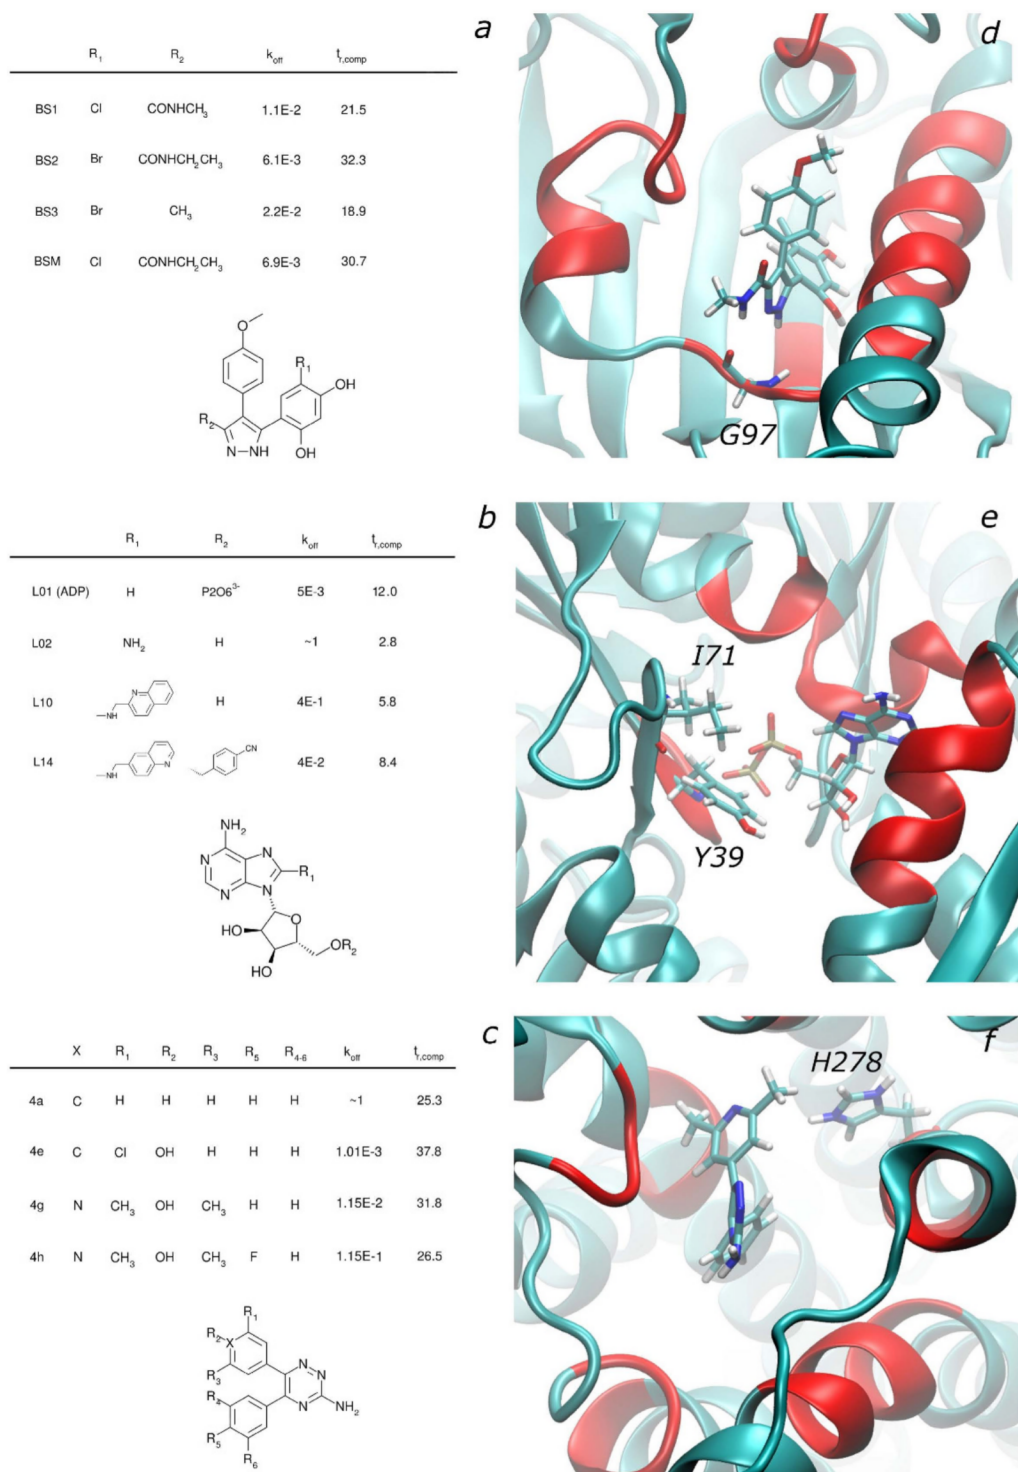 a
R1 R2 koff tr,comp
BS1 Cl CONHCH3 1.1E-2 21.5
BS2 Br CONHCH2CH3 6.1E-3 32.3
BS3 Br CH3 2.2E-2 18.9
BSM Cl CONHCH2CH3 6.9E-3 30.7
O
R1
OH
R2
N NH OH
d
G97
b
R1 R2 koff tr,comp
L01 (ADP) H P2O6 3- 5E-3 12.0
L02 NH2 H ~1 2.8
L10 N NH H 4E-1 5.8
L14 NH N CN 4E-2 8.4
NH2
N N
R1
N N
O
HO
OR2
HO
e
I71
Y39
c
X R1 R2 R3 R5 R4-6 koff tr,comp
4a C H H H H H ~1 25.3
4e C Cl OH H H H 1.01E-3 37.8
4g N CH3 OH CH3 H H 1.15E-2 31.8
4h N CH3 OH CH3 F H 1.15E-1 26.5
R1
R2 X
N N
R3
R4 N NH2
R5
R6
f
H278